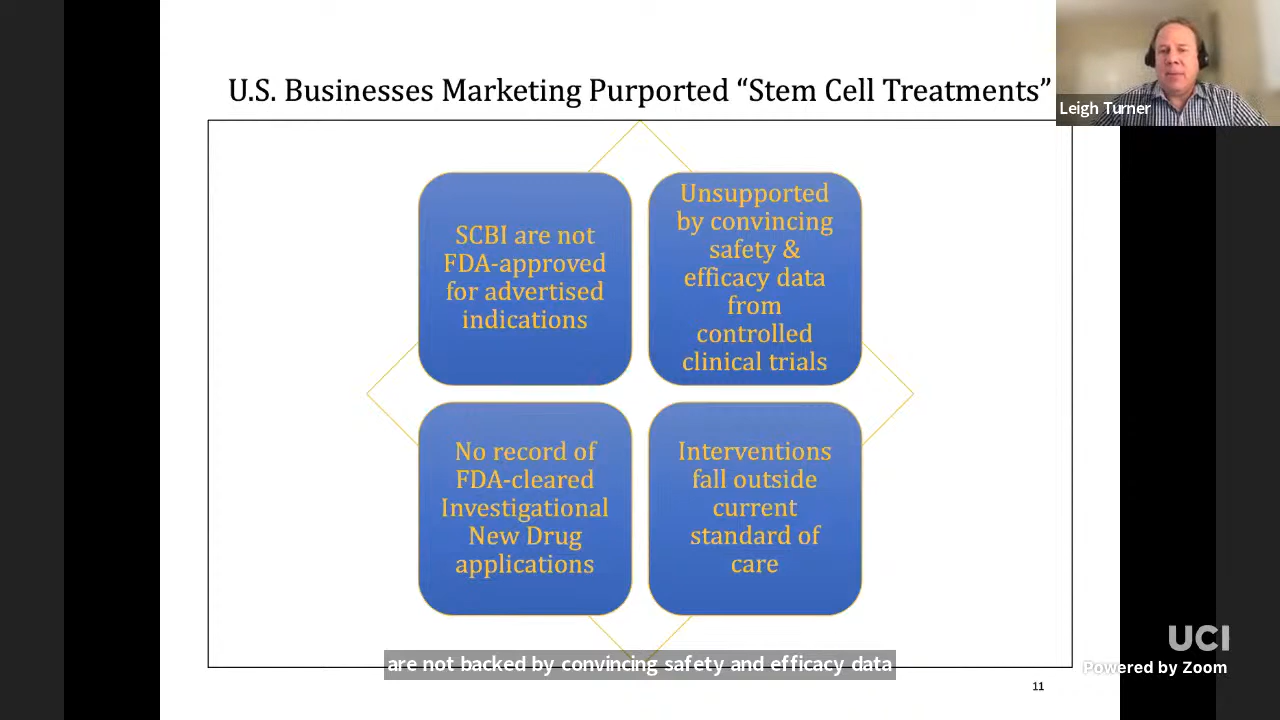 U.S. Businesses Marketing Purported “Stem Cell Treatments”
Leigh Turner
SCBI are not
FDA-approved
for advertised
indications
Unsupported
by convincing
safety &
efficacy data
from
controlled
clinical trials
No record of
FDA-cleared
Investigational
New Drug
applications
Interventions
fall outside
current
standard of
care
are not backed by convincing safety and efficacy data
UCI
Powered by Zoom
11